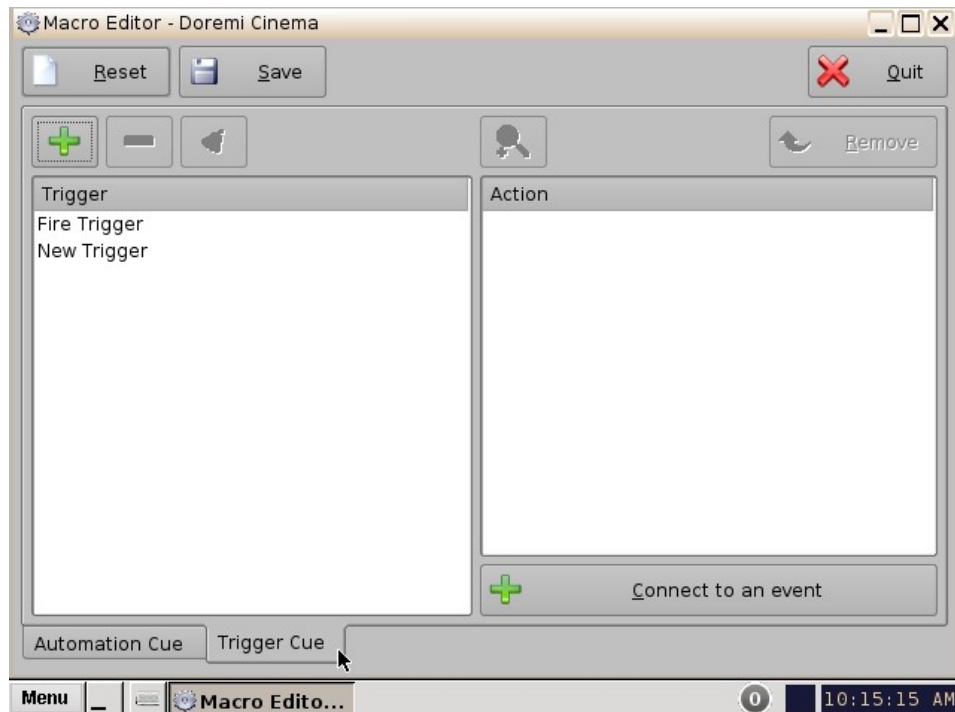 Macro Editor - Doremi Cinema
Reset
Save
Quit
Remove
Trigger
Action
Fire Trigger
New Trigger
Connect to an event
Automation Cue
Trigger Cue
Menu
Macro Edito...
0
10:15:15 AM